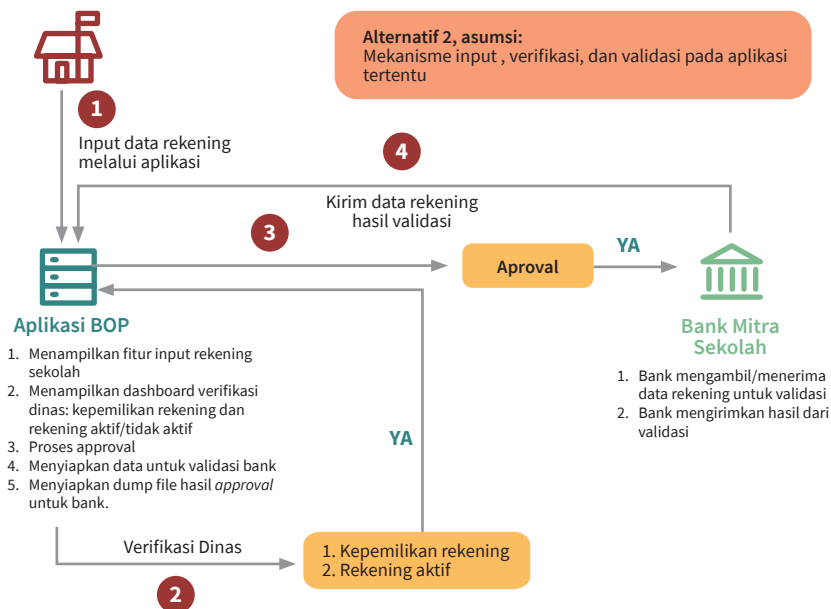 Alternatif 2, asumsi:
Mekanisme input , verifikasi, dan validasi pada aplikasi
tertentu
1
Input data rekening
melalui aplikasi
4
Kirim data rekening
hasil validasi
3
Aproval
YA
Aplikasi BOP
1. Menampilkan fitur input rekening
sekolah
2. Menampilkan dashboard verifikasi
dinas: kepemilikan rekening dan
rekening aktif/tidak aktif
3. Proses approval
4. Menyiapkan data untuk validasi bank
5. Menyiapkan dump file hasil approval
untuk bank.
Bank Mitra
Sekolah
1. Bank mengambil/menerima
data rekening untuk validasi
2. Bank mengirimkan hasil dari
validasi
YA
Verifikasi Dinas
2
1. Kepemilikan rekening
2. Rekening aktif